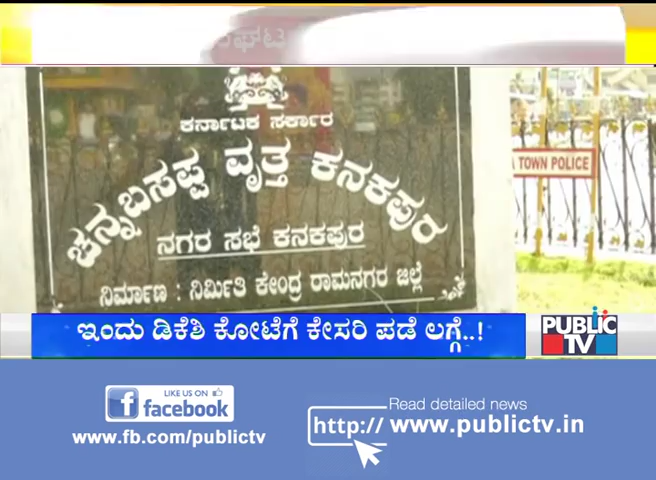 ಕರ್ನಾಟಕ ಸರ್ಕಾರ
ಚನ್ನಬಸಪ್ಪ ವೃತ್ತ ಕನಕಪುರ
ನಗರ ಸಭೆ ಕನಕಪುರ
ನಿರ್ಮಾಣ : ನಿರ್ಮಿತಿ ಕೇಂದ್ರ ರಾಮನಗರ ಜಿಲ್ಲೆ
TOWN POLICE
ಇಂದು ಡಿಕೆಶಿ ಕೋಟೆಗೆ ಕೇಸರಿ ಪಡೆ ಲಗ್ಗೆ..!
PUBLIC
TV
LIKE US ON
facebook
www.fb.com/publictv
Read detailed news
http:// www.publictv.in